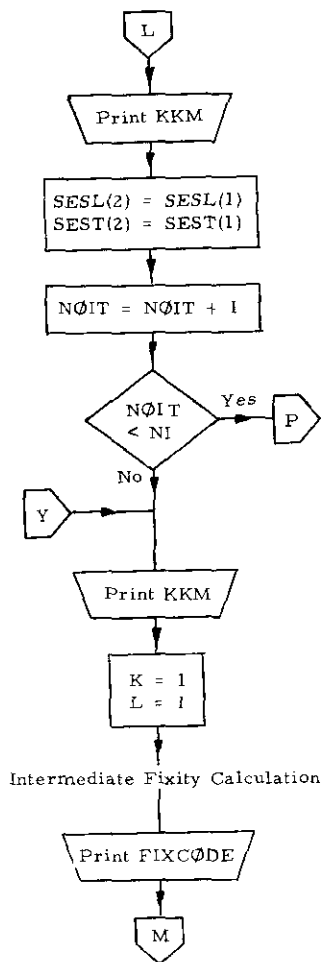 L
Print KKM
SESL(2) = SESL(1)
SEST(2) = SEST(1)
NØIT = NØIT + 1
NØIT
< NI
Yes
P
No
Y
Print KKM
K = 1
L = 1
Intermediate Fixity Calculation
Print FIXCØDE
M